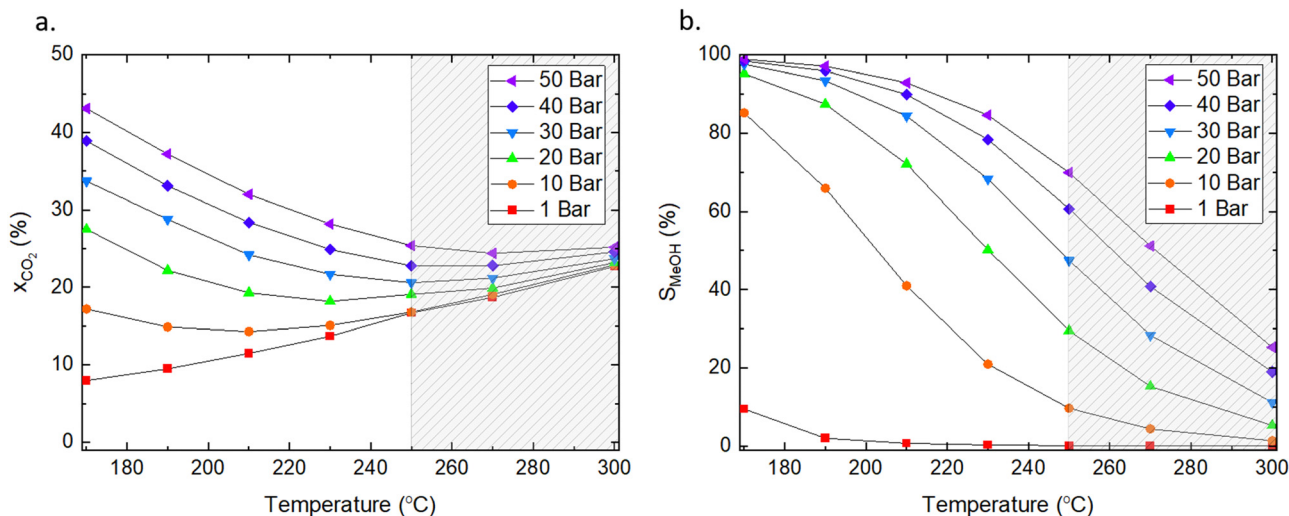 a.
50
40
30
20
10
0
x_CO2 (%)
180 200 220 240 260 280 300
Temperature (°C)
50 Bar
40 Bar
30 Bar
20 Bar
10 Bar
1 Bar
b.
100
80
60
40
20
0
S_MeOH (%)
180 200 220 240 260 280 300
Temperature (°C)
50 Bar
40 Bar
30 Bar
20 Bar
10 Bar
1 Bar